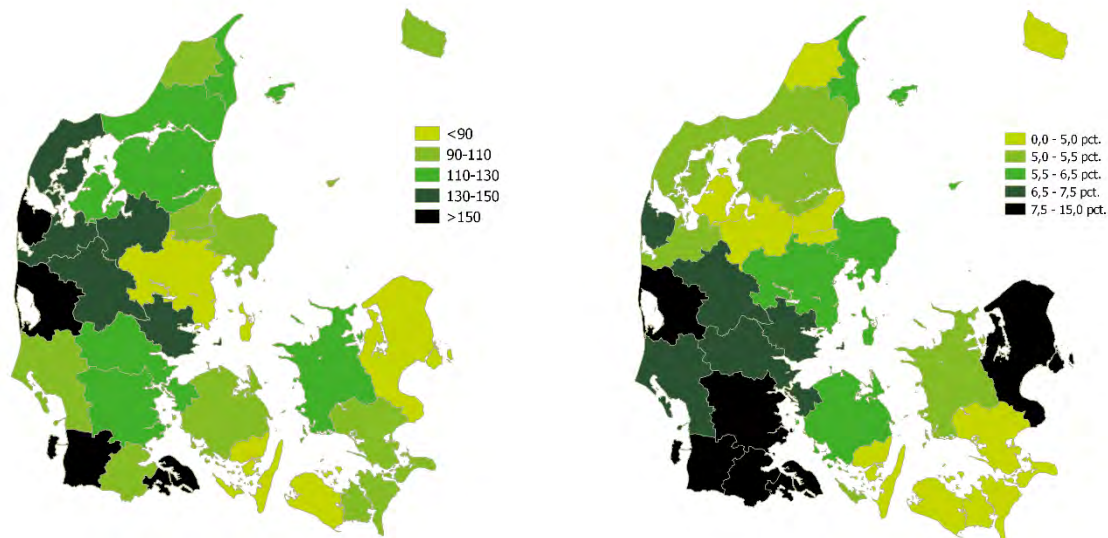 <90
90-110
110-130
130-150
>150
0,0 - 5,0 pct.
5,0 - 5,5 pct.
5,5 - 6,5 pct.
6,5 - 7,5 pct.
7,5 - 15,0 pct.